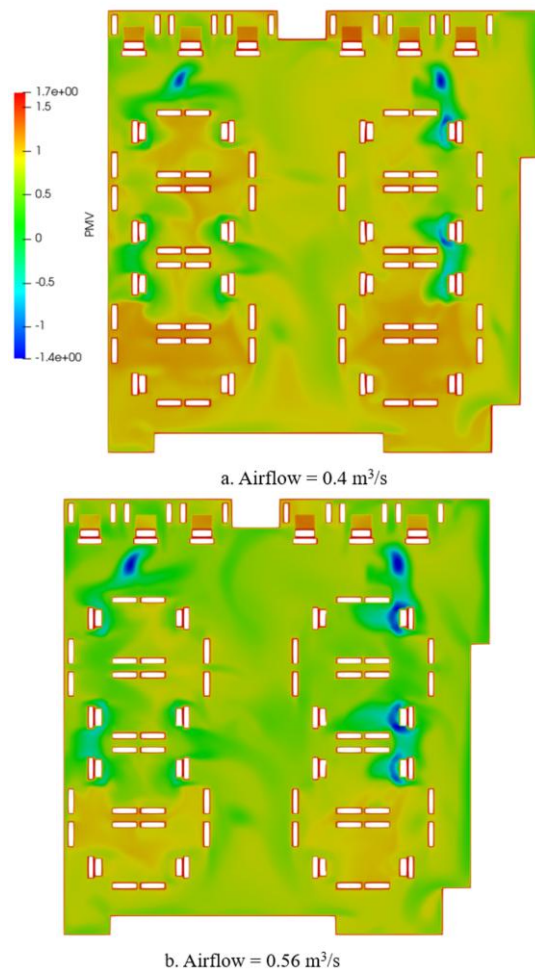 1.7e+00
1.5
1
0.5
0
-0.5
-1
-1.4e+00
PMV
a. Airflow = 0.4 m³/s
b. Airflow = 0.56 m³/s